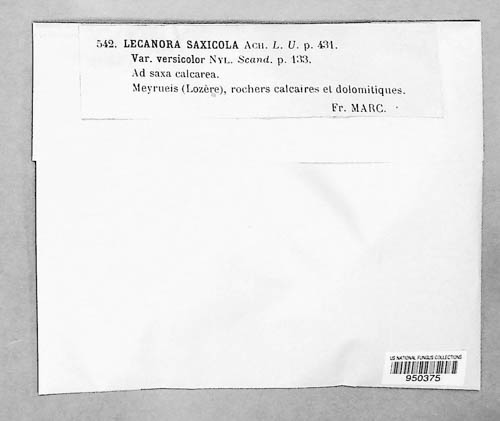 542. LECANORA SAXICOLA ACH. L. U. p. 431.
Var. versicolor NYL. Scand. p. 133.
Ad saxa calcarea.
Meyrueis (Lozère), rochers calcaires et dolomitiques.
Fr. MARC.
US NATIONAL FUNGUS COLLECTIONS
950375